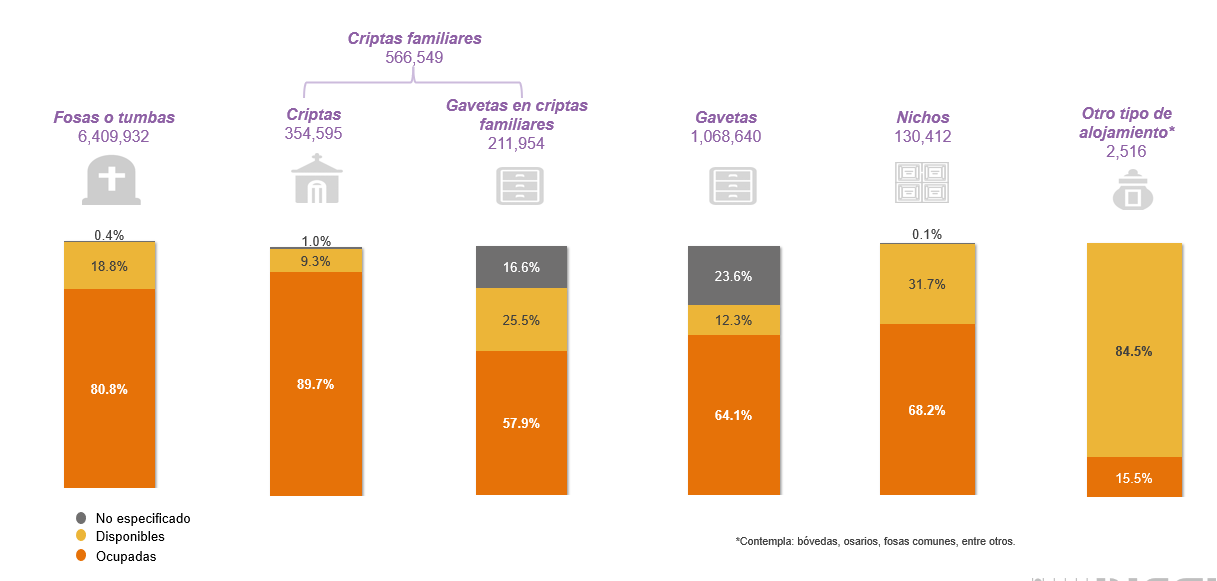 Criptas familiares
566,549
Fosas o tumbas
6,409,932
Criptas
354,595
Gavetas en criptas
familiares
211,954
Gavetas
1,068,640
Nichos
130,412
Otro tipo de
alojamiento*
2,516
0.4%
18.8%
80.8%
1.0%
9.3%
89.7%
16.6%
25.5%
57.9%
23.6%
12.3%
64.1%
0.1%
31.7%
68.2%
84.5%
15.5%
No especificado
Disponibles
Ocupadas
*Contempla: bóvedas, osarios, fosas comunes, entre otros.